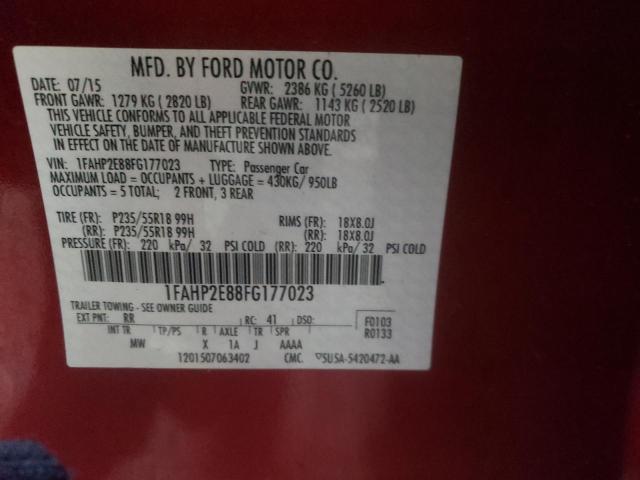 MFD. BY FORD MOTOR CO.
DATE: 07/15 GVWR: 2386 KG ( 5260 LB)
FRONT GAWR: 1279 KG ( 2820 LB) REAR GAWR: 1143 KG ( 2520 LB)
THIS VEHICLE CONFORMS TO ALL APPLICABLE FEDERAL MOTOR
VEHICLE SAFETY, BUMPER, AND THEFT PREVENTION STANDARDS
IN EFFECT ON THE DATE OF MANUFACTURE SHOWN ABOVE.
VIN: 1FAHP2E88FG177023 TYPE: Passenger Car
MAXIMUM LOAD = OCCUPANTS + LUGGAGE = 430KG/ 950LB
OCCUPANTS = 5 TOTAL; 2 FRONT, 3 REAR
TIRE (FR): P235/55R18 99H RIMS (FR): 18X8.0J
(RR): P235/55R18 99H (RR): 18X8.0J
PRESSURE (FR): 220 kPa/ 32 PSI COLD (RR): 220 kPa/ 32 PSI COLD
1FAHP2E88FG177023
TRAILER TOWING - SEE OWNER GUIDE
EXT PNT: RR RC: 41 DSO: F0103
INT TR TP/PS R AXLE TR SPR R0133
MW X 1A J AAAA
1201507063402 CMC. SUSA-5420472-AA